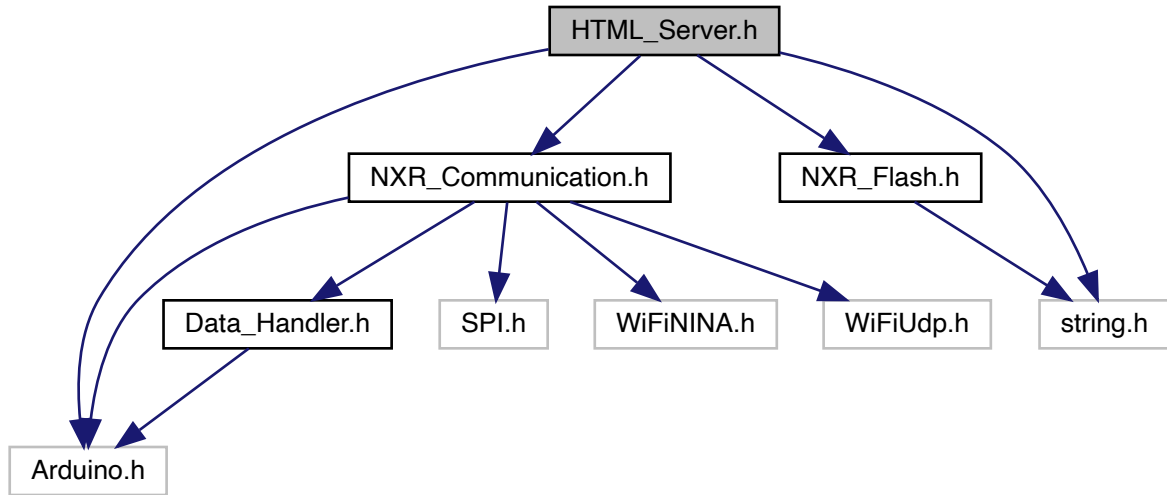 HTML_Server.h
NXR_Communication.h
NXR_Flash.h
Data_Handler.h
SPI.h
WiFiNINA.h
WiFiUdp.h
string.h
Arduino.h